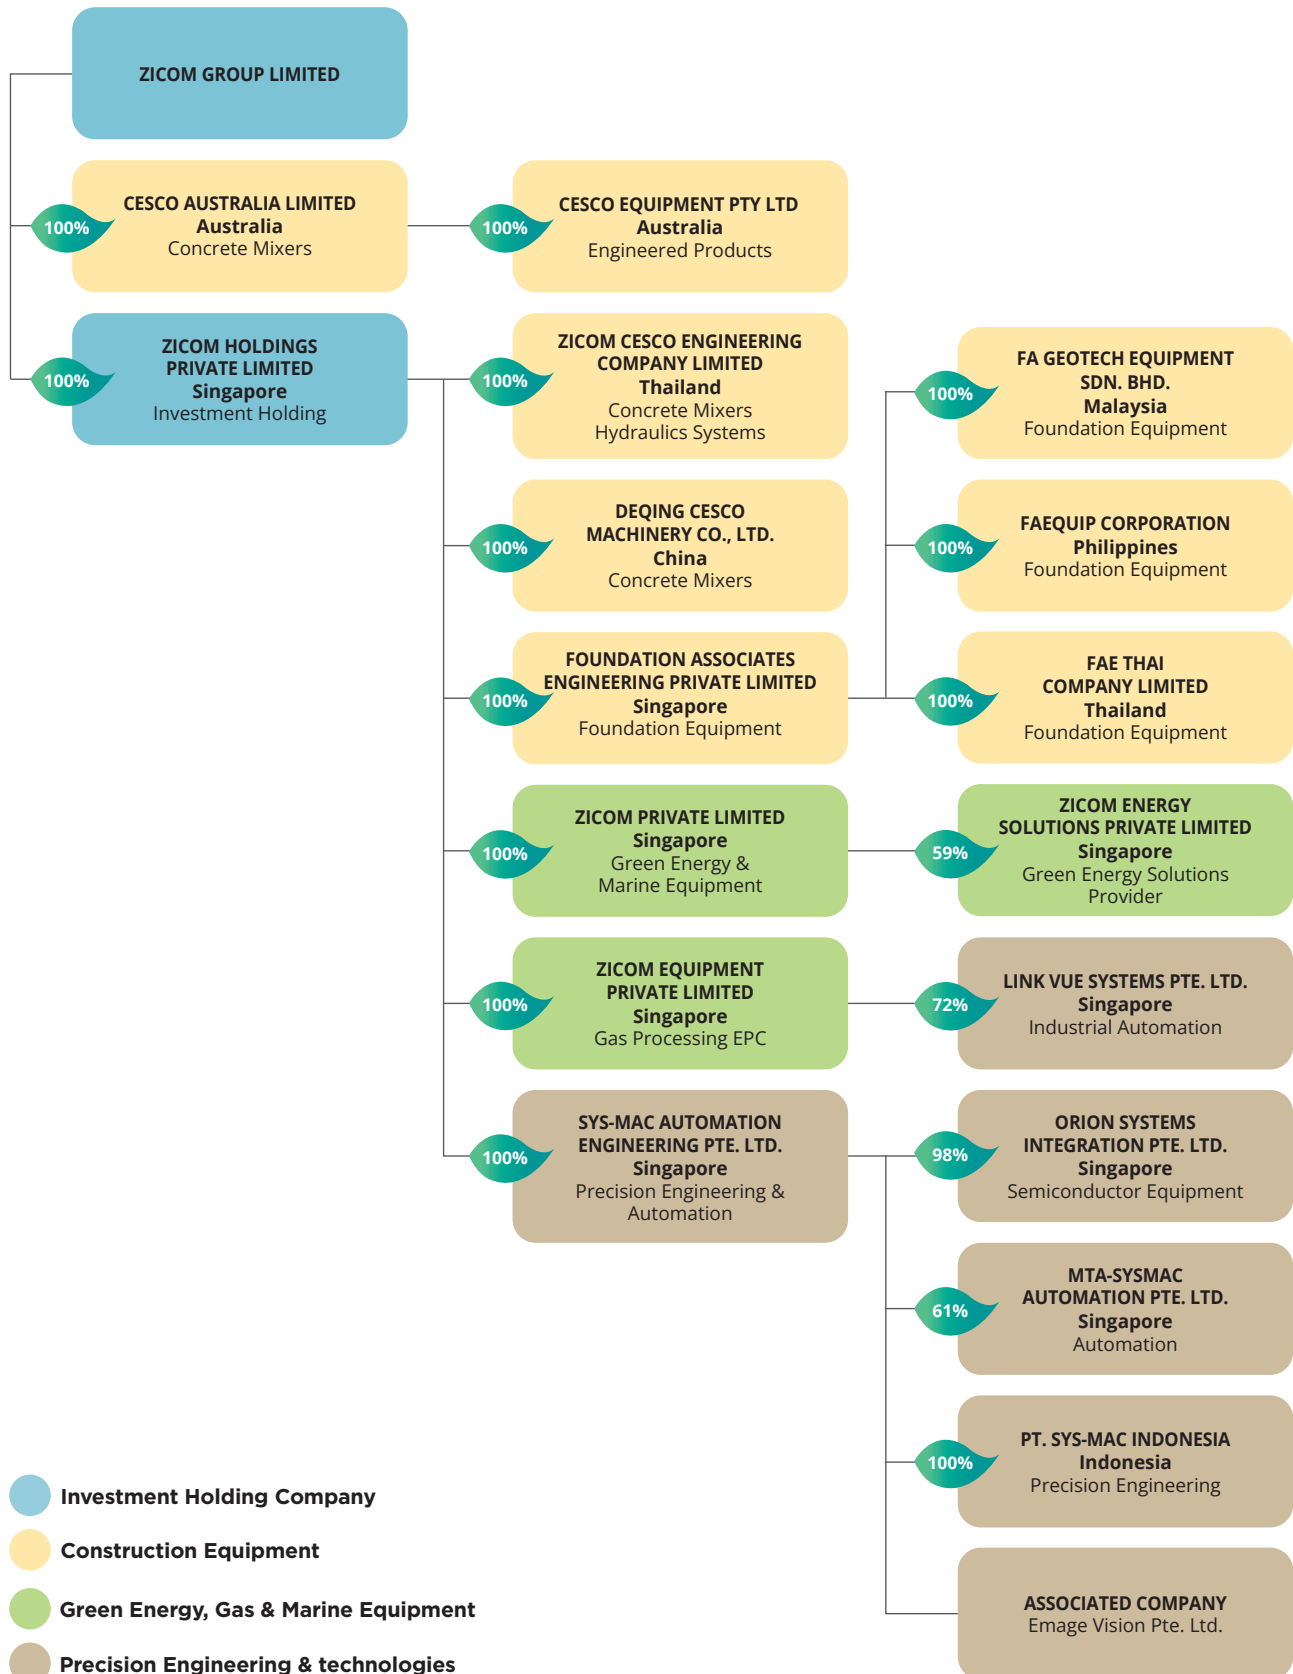 ZICOM GROUP LIMITED
100%
CESCO AUSTRALIA LIMITED
Australia
Concrete Mixers
100%
CESCO EQUIPMENT PTY LTD
Australia
Engineered Products
100%
ZICOM HOLDINGS
PRIVATE LIMITED
Singapore
Investment Holding
100%
ZICOM CESCO ENGINEERING
COMPANY LIMITED
Thailand
Concrete Mixers
Hydraulics Systems
100%
FA GEOTECH EQUIPMENT
SDN. BHD.
Malaysia
Foundation Equipment
100%
DEQING CESCO
MACHINERY CO., LTD.
China
Concrete Mixers
100%
FAEQUIP CORPORATION
Philippines
Foundation Equipment
100%
FOUNDATION ASSOCIATES
ENGINEERING PRIVATE LIMITED
Singapore
Foundation Equipment
100%
FAE THAI
COMPANY LIMITED
Thailand
Foundation Equipment
100%
ZICOM PRIVATE LIMITED
Singapore
Green Energy &
Marine Equipment
59%
ZICOM ENERGY
SOLUTIONS PRIVATE LIMITED
Singapore
Green Energy Solutions
Provider
100%
ZICOM EQUIPMENT
PRIVATE LIMITED
Singapore
Gas Processing EPC
72%
LINK VUE SYSTEMS PTE. LTD.
Singapore
Industrial Automation
100%
SYS-MAC AUTOMATION
ENGINEERING PTE. LTD.
Singapore
Precision Engineering &
Automation
98%
ORION SYSTEMS
INTEGRATION PTE. LTD.
Singapore
Semiconductor Equipment
61%
MTA-SYSMAC
AUTOMATION PTE. LTD.
Singapore
Automation
100%
PT. SYS-MAC INDONESIA
Indonesia
Precision Engineering
ASSOCIATED COMPANY
Emage Vision Pte. Ltd.
Investment Holding Company
Construction Equipment
Green Energy, Gas & Marine Equipment
Precision Engineering & technologies